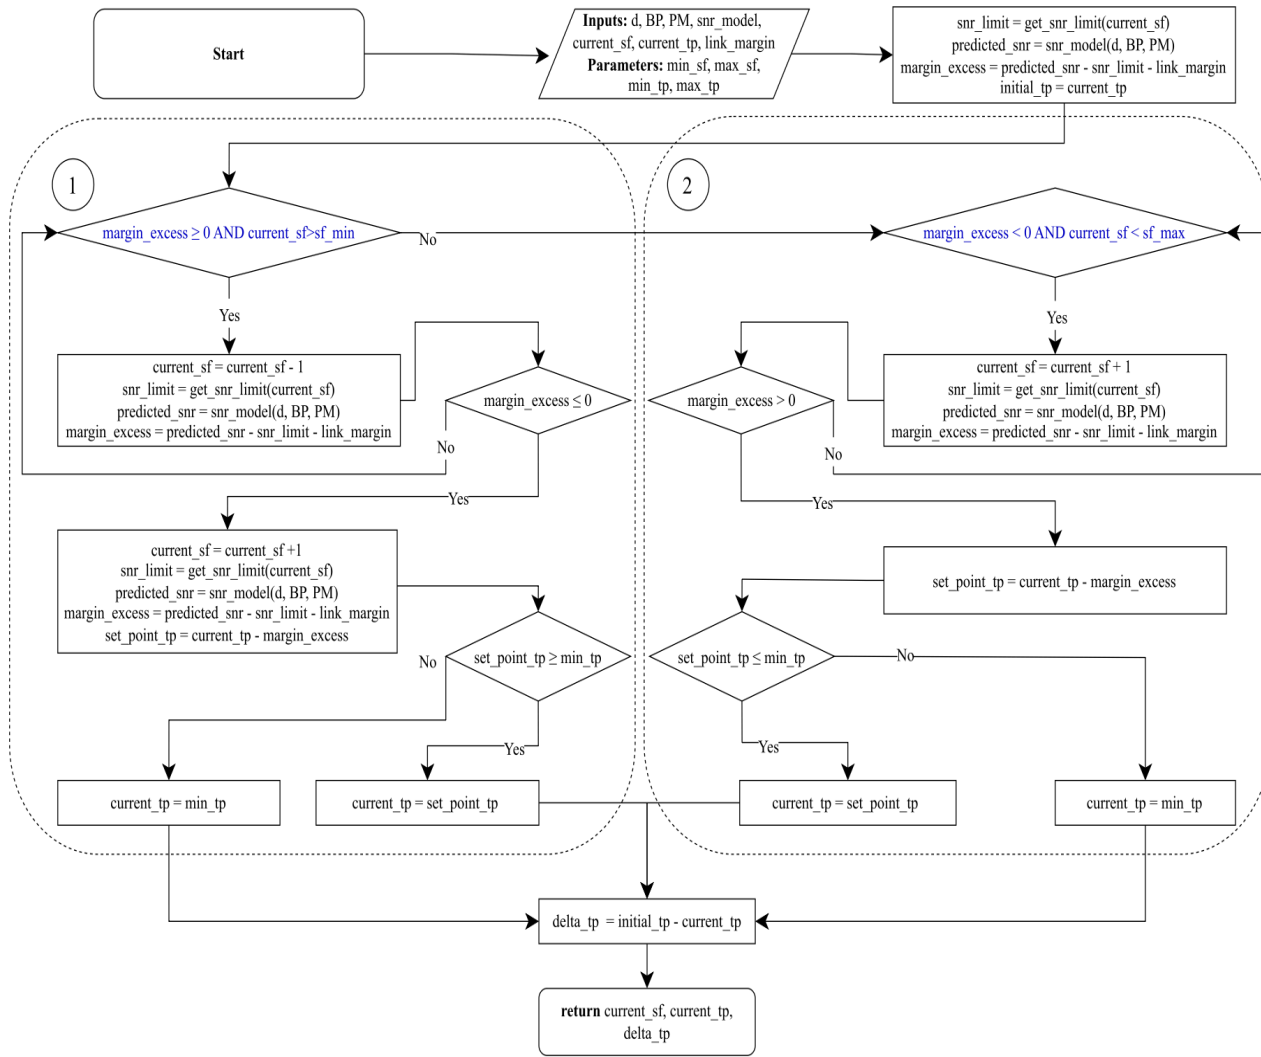 Start
Inputs: d, BP, PM, snr_model,
current_sf, current_tp, link_margin
Parameters: min_sf, max_sf,
min_tp, max_tp
snr_limit = get_snr_limit(current_sf)
predicted_snr = snr_model(d, BP, PM)
margin_excess = predicted_snr - snr_limit - link_margin
initial_tp = current_tp
1
margin_excess ≥ 0 AND current_sf>sf_min
No
Yes
current_sf = current_sf - 1
snr_limit = get_snr_limit(current_sf)
predicted_snr = snr_model(d, BP, PM)
margin_excess = predicted_snr - snr_limit - link_margin
margin_excess ≤ 0
No
Yes
current_sf = current_sf +1
snr_limit = get_snr_limit(current_sf)
predicted_snr = snr_model(d, BP, PM)
margin_excess = predicted_snr - snr_limit - link_margin
set_point_tp = current_tp - margin_excess
set_point_tp ≥ min_tp
No
Yes
current_tp = min_tp
current_tp = set_point_tp
2
margin_excess < 0 AND current_sf < sf_max
Yes
current_sf = current_sf + 1
snr_limit = get_snr_limit(current_sf)
predicted_snr = snr_model(d, BP, PM)
margin_excess = predicted_snr - snr_limit - link_margin
margin_excess > 0
No
Yes
set_point_tp = current_tp - margin_excess
set_point_tp ≤ min_tp
No
Yes
current_tp = set_point_tp
current_tp = min_tp
delta_tp = initial_tp - current_tp
return current_sf, current_tp,
delta_tp